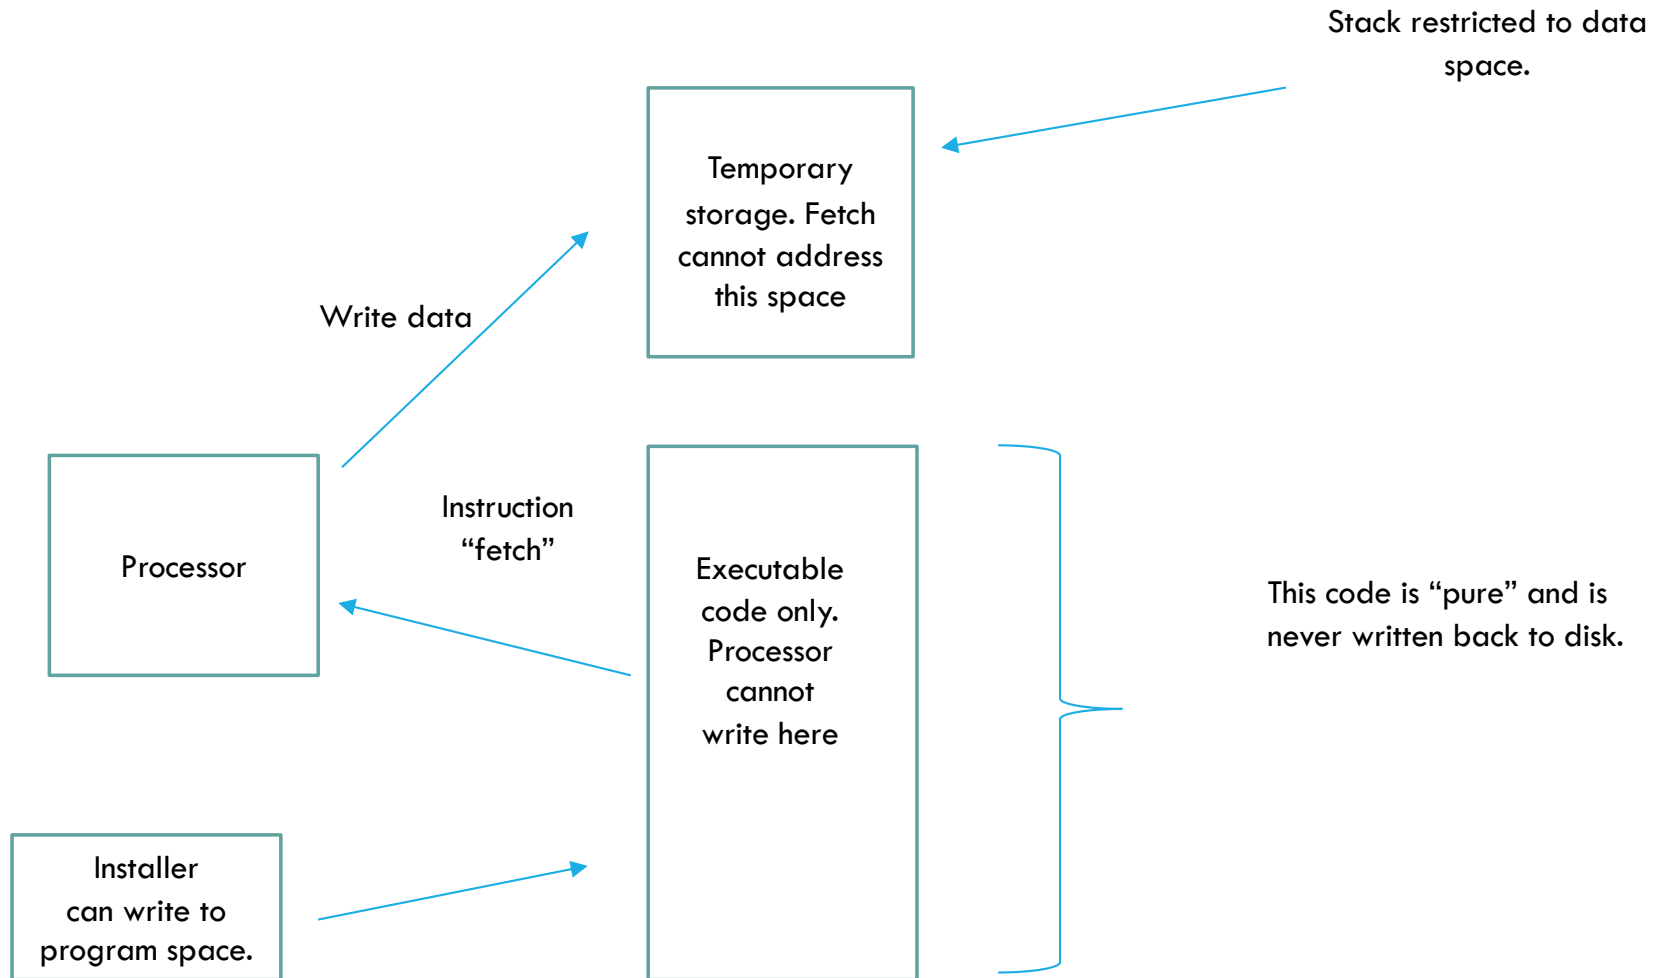 Stack restricted to data
space.
Temporary
storage. Fetch
cannot address
this space
Write data
Processor
Instruction
“fetch”
Executable
code only.
Processor
cannot
write here
This code is “pure” and is
never written back to disk.
Installer
can write to
program space.